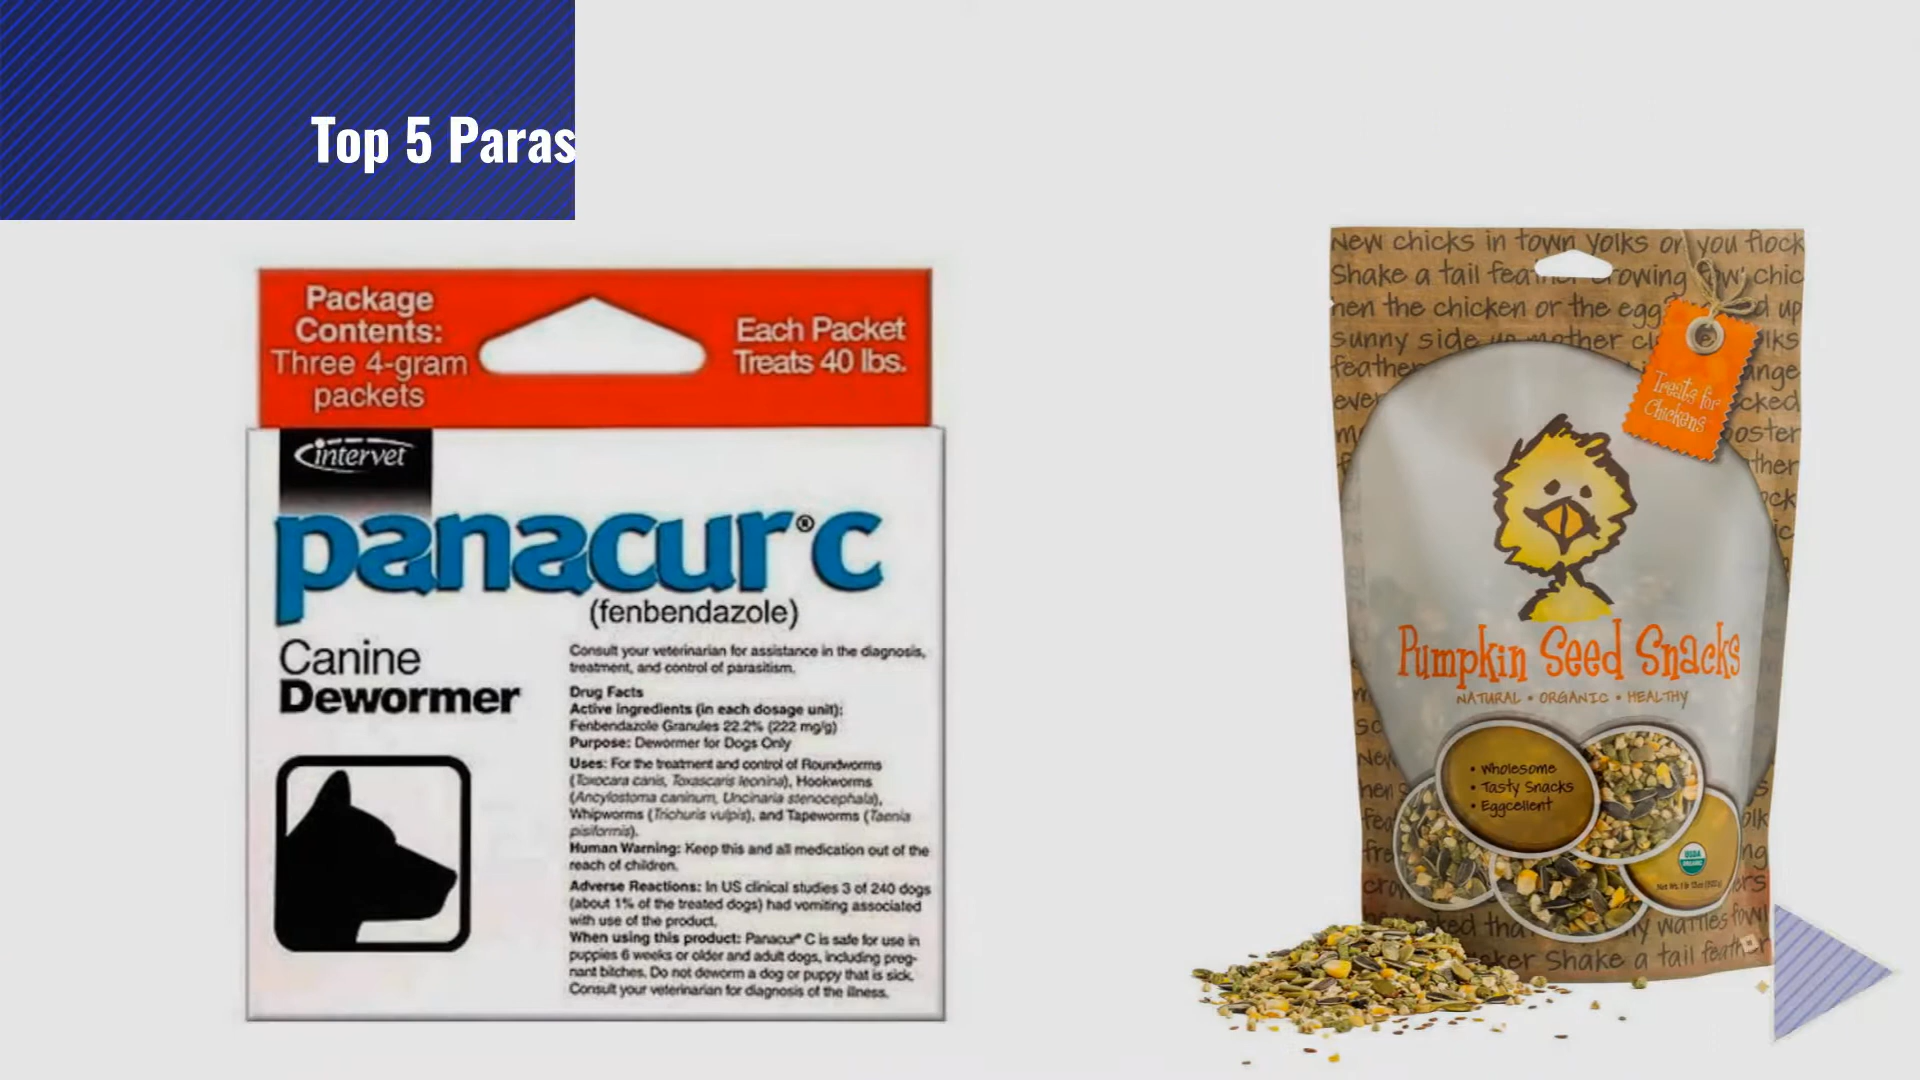 Top 5 Paras
Package
Contents:
Three 4-gram
packets
Each Packet
Treats 40 lbs.
intervet
panacur® c
(fenbendazole)
Canine
Dewormer
Consult your veterinarian for assistance in the diagnosis,
treatment, and control of parasitism.
Drug Facts
Active Ingredients (in each dosage unit):
Fenbendazole Granules 22.2% (222 mg/g)
Purpose: Dewormer for Dogs Only
Uses: For the treatment and control of Roundworms
(Toxocara canis, Toxascaris leonina), Hookworms
(Ancylostoma caninum, Uncinaria stenocephala),
Whipworms (Trichuris vulpis), and Tapeworms (Taenia
pisiformis).
Human Warning: Keep this and all medication out of the
reach of children.
Adverse Reactions: In US clinical studies 3 of 240 dogs
(about 1% of the treated dogs) had vomiting associated
with use of the product.
When using this product: Panacur® C is safe for use in
puppies 6 weeks or older and adult dogs, including preg-
nant bitches. Do not deworm a dog or puppy that is sick.
Consult your veterinarian for diagnosis of the illness.
New chicks in town yolks or you flock
Shake a tail feather
hen the chicken or the egg
sunny side up mother
feather
Treats for
Chickens
Pumpkin Seed Snacks
NATURAL • ORGANIC • HEALTHY
• Wholesome
• Tasty Snacks
• Eggcellent
USDA
ORGANIC
Shake a tail feather